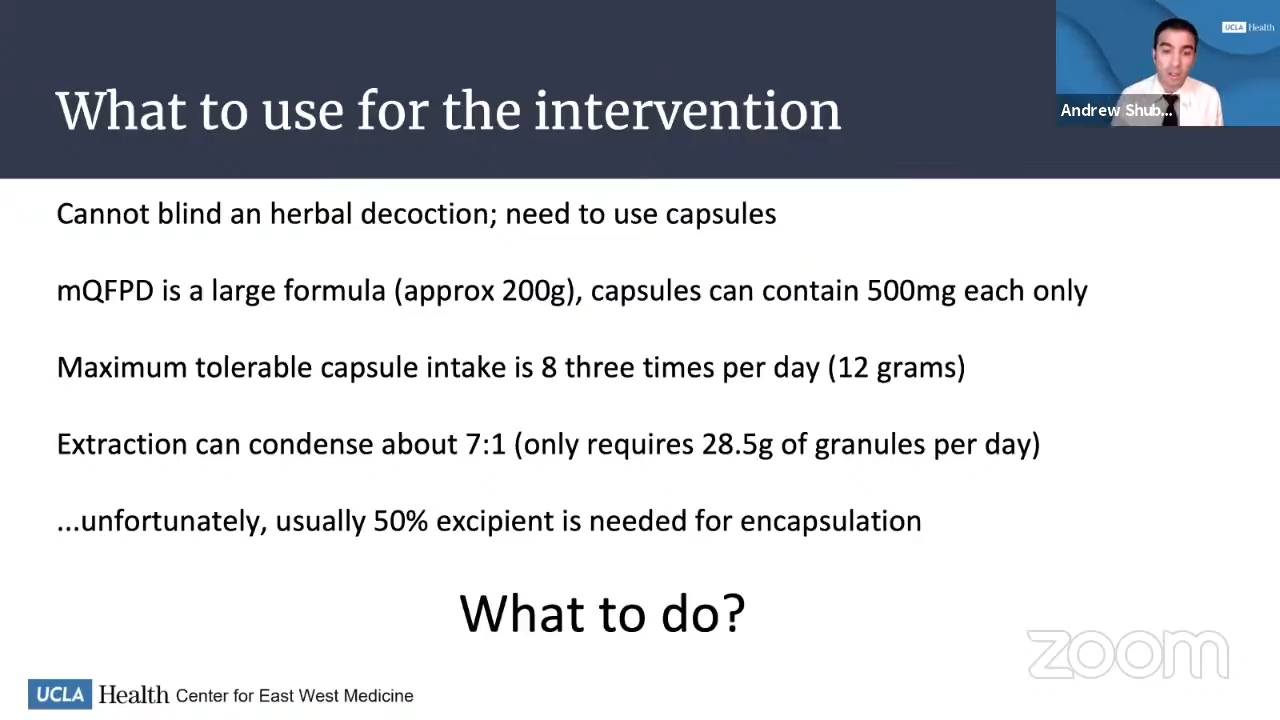 UCLA Health
What to use for the intervention
Andrew Shub...
Cannot blind an herbal decoction; need to use capsules
mQFPD is a large formula (approx 200g), capsules can contain 500mg each only
Maximum tolerable capsule intake is 8 three times per day (12 grams)
Extraction can condense about 7:1 (only requires 28.5g of granules per day)
...unfortunately, usually 50% excipient is needed for encapsulation
What to do?
zoom
UCLA Health Center for East West Medicine